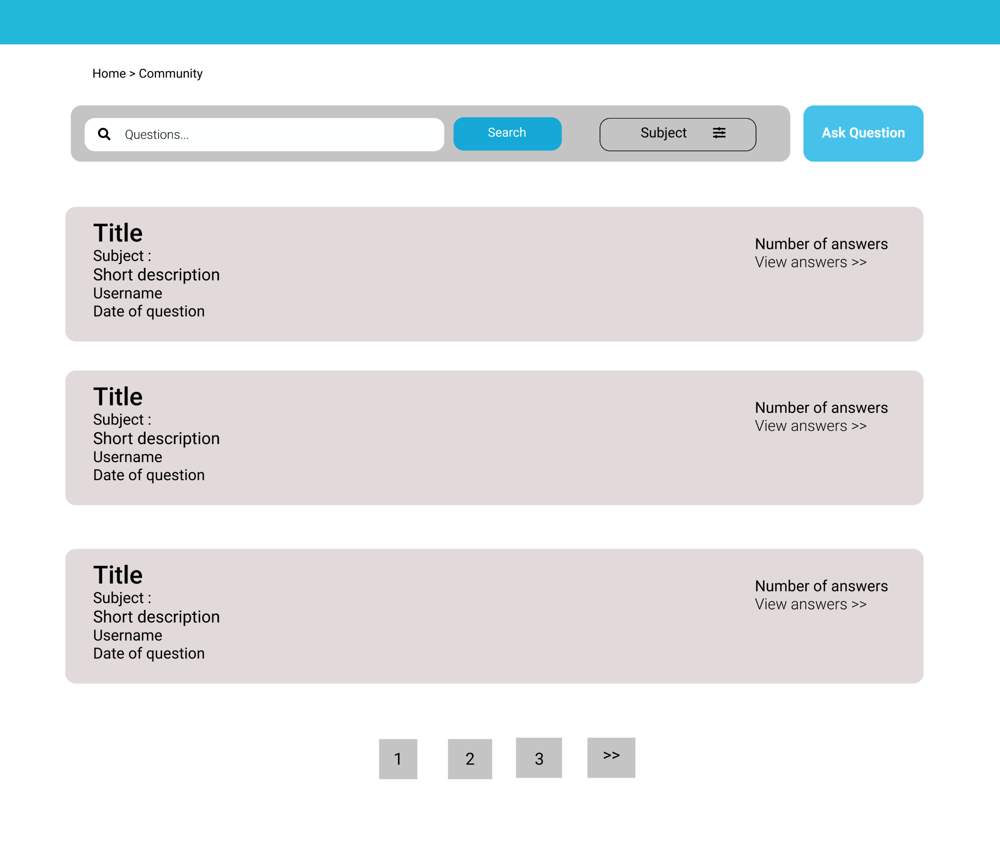 Home > Community
Questions...
Search
Subject
Ask Question
Title
Subject :
Short description
Username
Date of question
Number of answers
View answers >>
Title
Subject :
Short description
Username
Date of question
Number of answers
View answers >>
Title
Subject :
Short description
Username
Date of question
Number of answers
View answers >>
1
2
3
>>